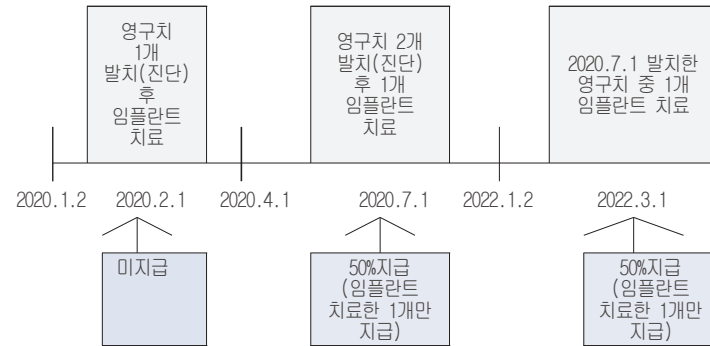 영구치
1개
발치(진단)
후
임플란트
치료
영구치 2개
발치(진단)
후 1개
임플란트
치료
2020.7.1 발치한
영구치 중 1개
임플란트 치료
2020.1.2
2020.2.1
2020.4.1
2020.7.1
2022.1.2
2022.3.1
미지급
50%지급
(임플란트
치료한 1개만
지급)
50%지급
(임플란트
치료한 1개만
지급)